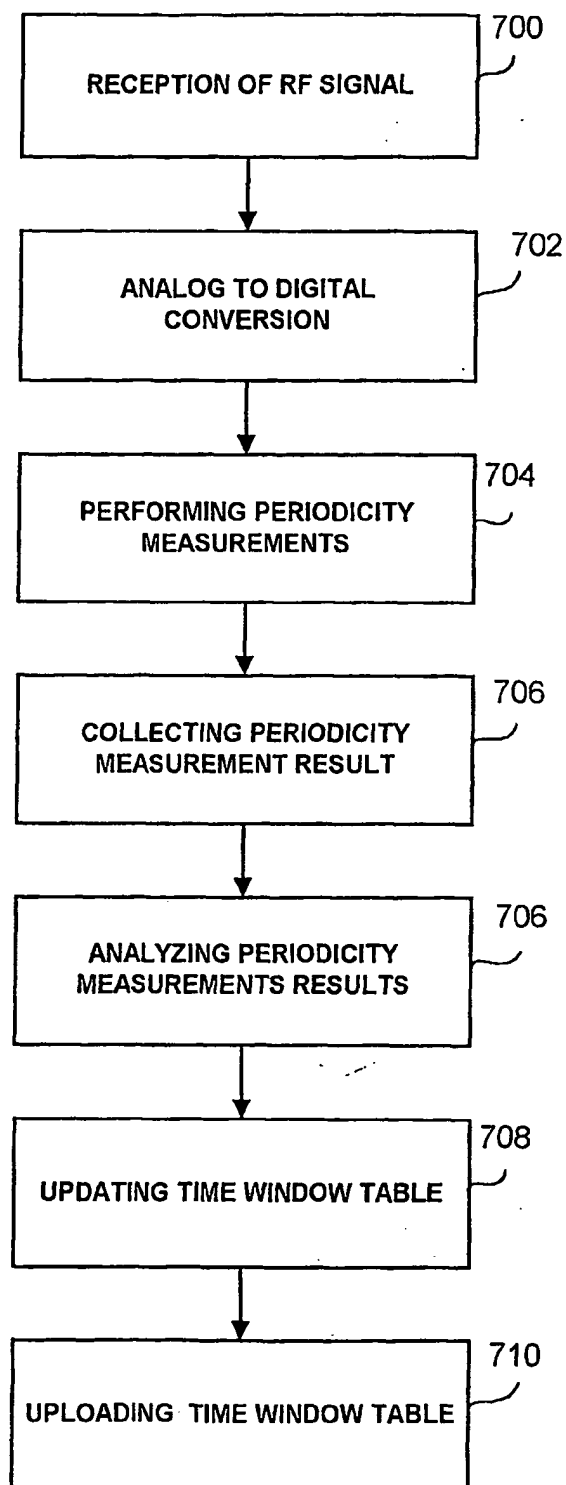 700
RECEPTION OF RF SIGNAL
702
ANALOG TO DIGITAL
CONVERSION
704
PERFORMING PERIODICITY
MEASUREMENTS
706
COLLECTING PERIODICITY
MEASUREMENT RESULT
706
ANALYZING PERIODICITY
MEASUREMENTS RESULTS
708
UPDATING TIME WINDOW TABLE
710
UPLOADING TIME WINDOW TABLE